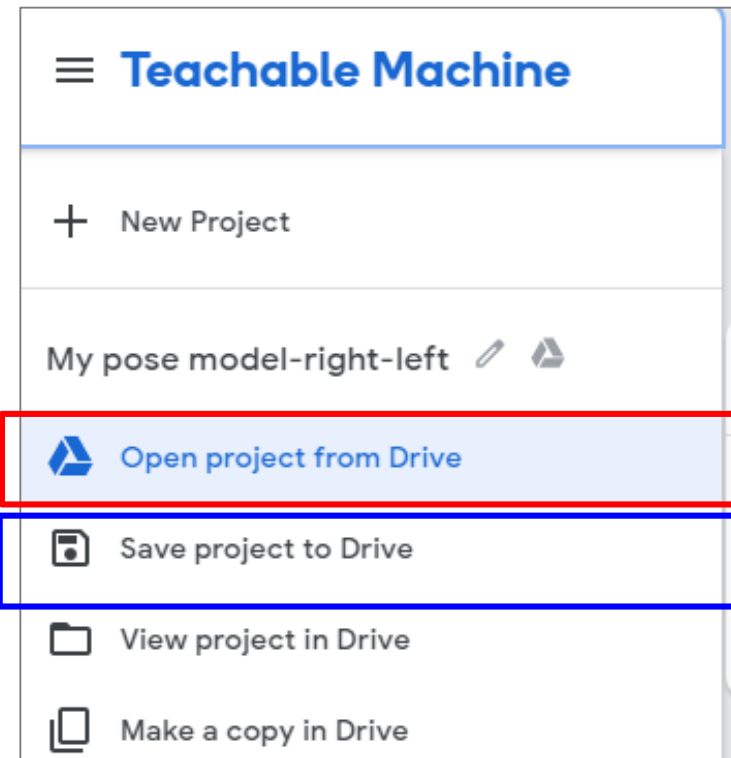 Teachable Machine
New Project
My pose model-right-left
Open project from Drive
Save project to Drive
View project in Drive
Make a copy in Drive